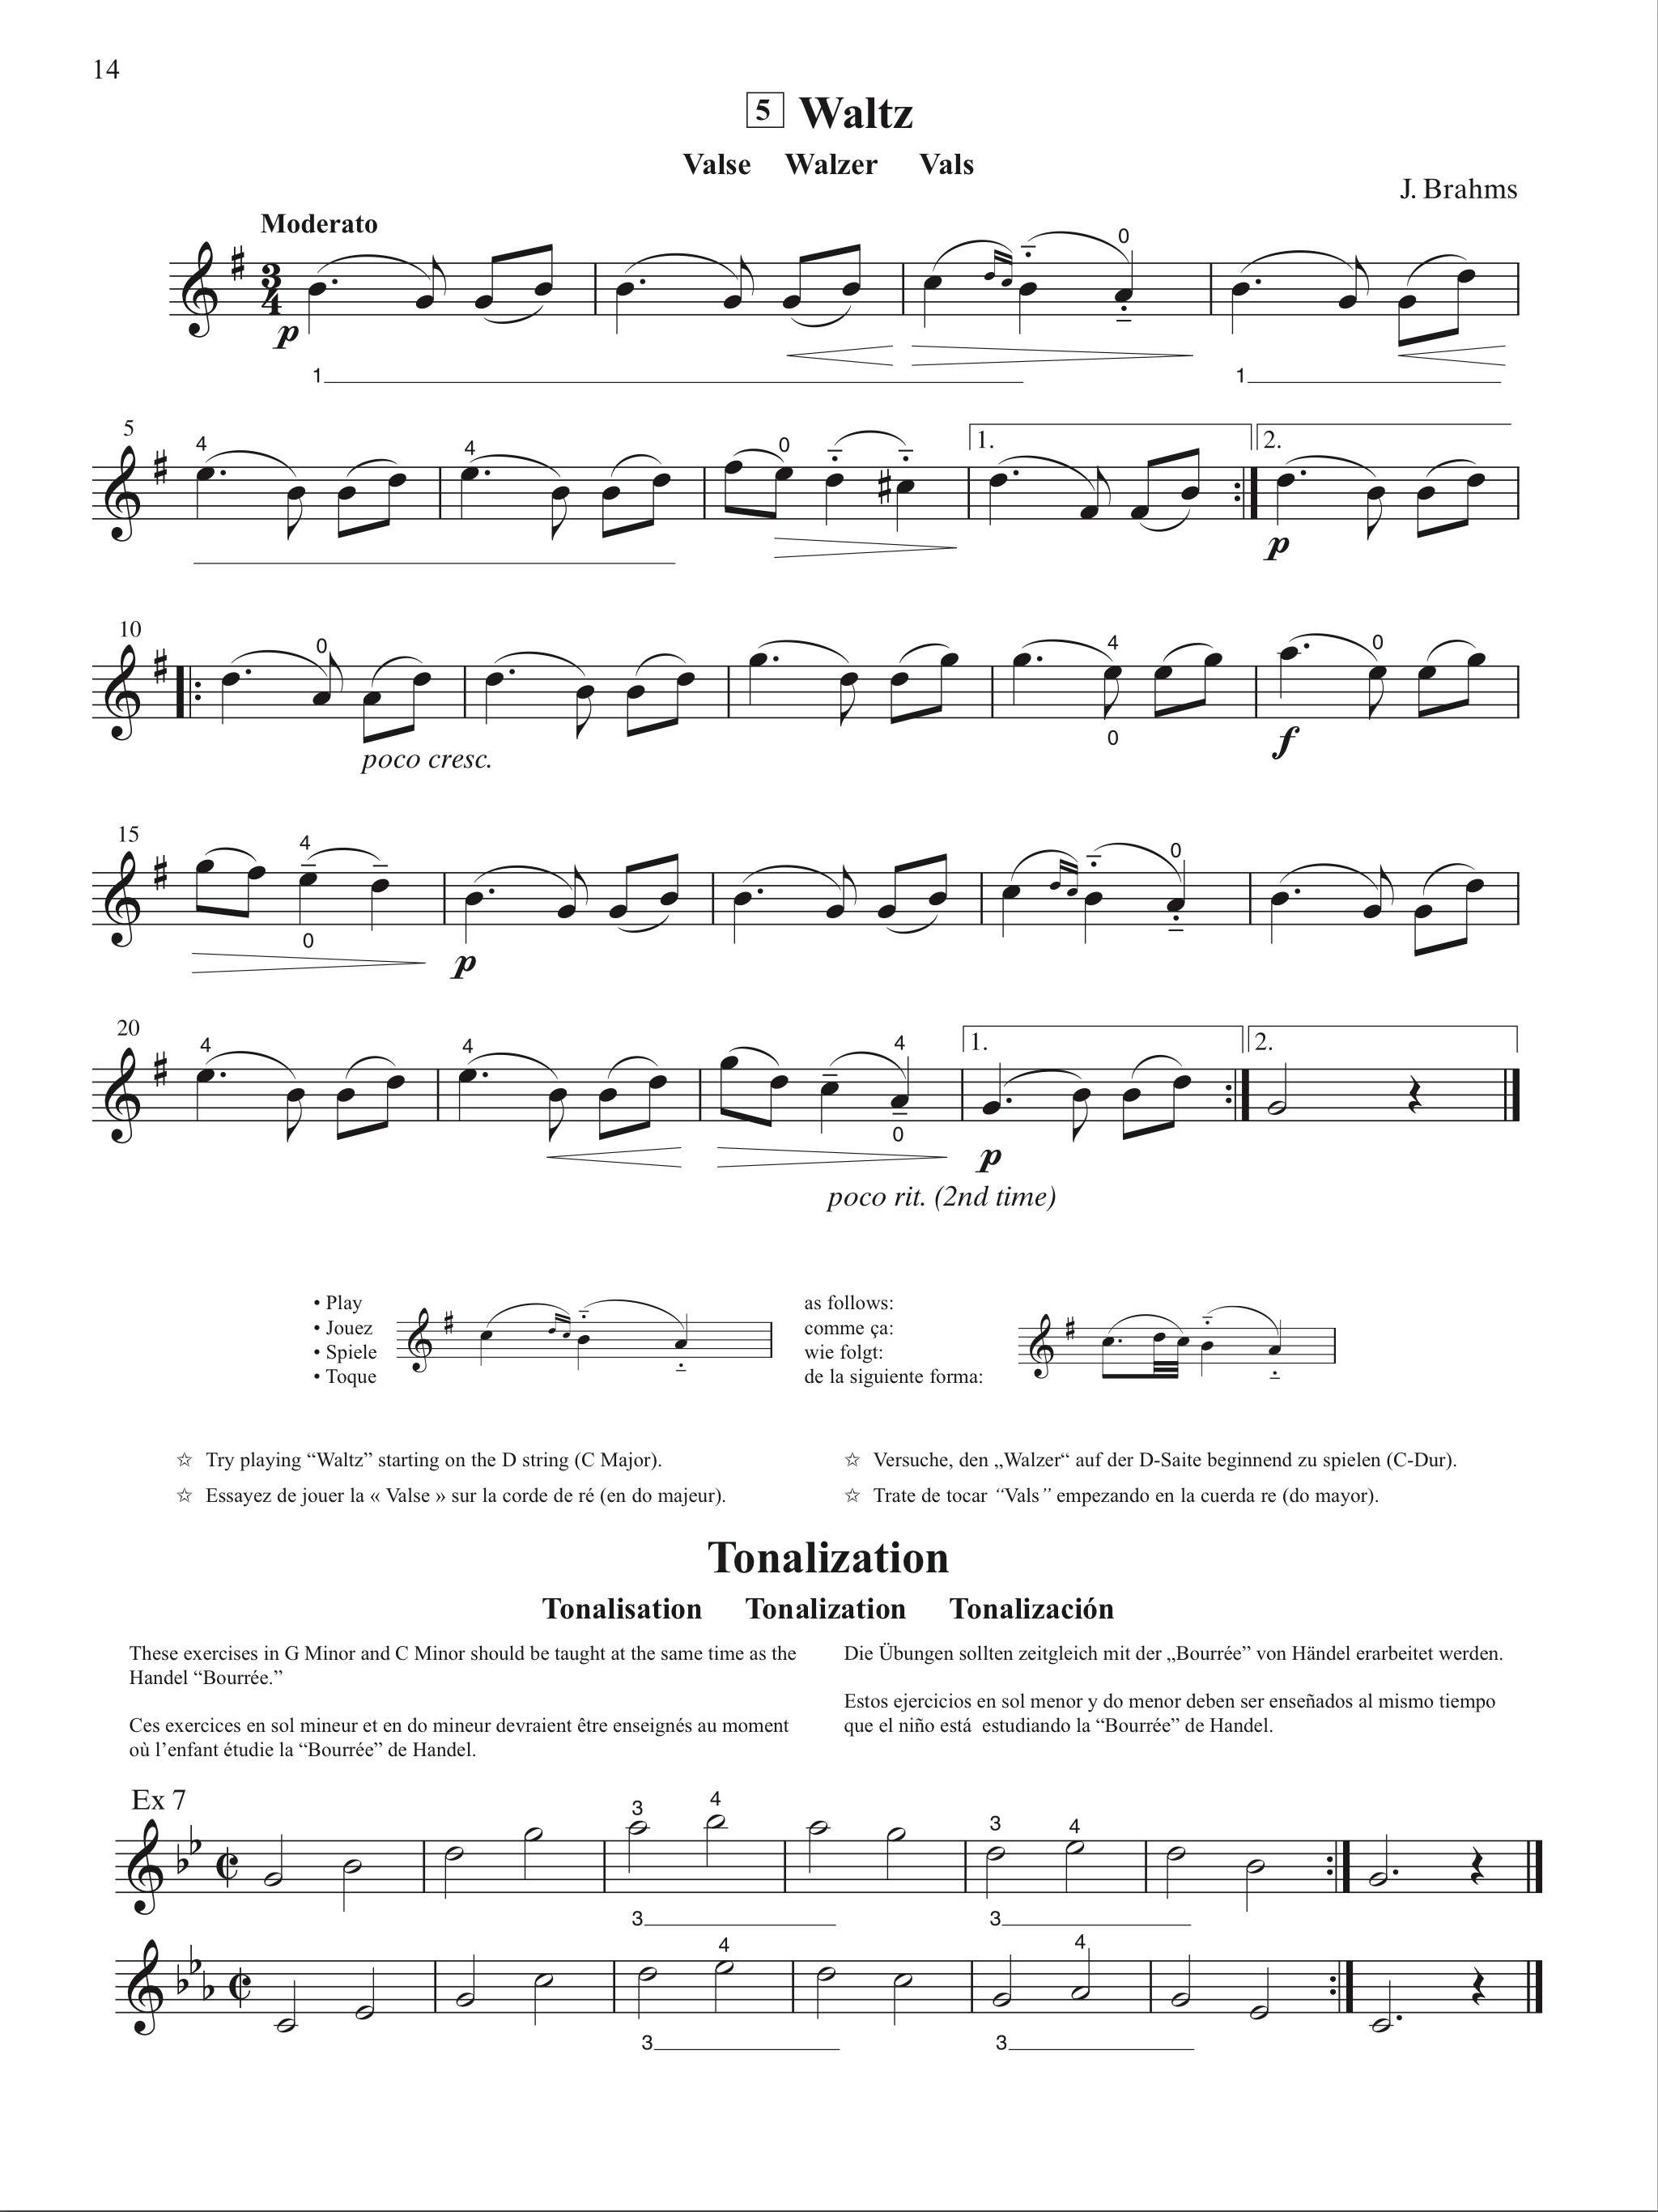 14
5 Waltz
Valse Walzer Vals
J. Brahms
Moderato
0
3
4
p
1
1
5
4
4
0
1.
2.
p
10
0
4
0
poco cresc.
0
f
15
4
0
0
p
20
4
4
4
1.
2.
0
p
poco rit. (2nd time)
• Play
• Jouez
• Spiele
• Toque
as follows:
comme ça:
wie folgt:
de la siguiente forma:
☆ Try playing “Waltz” starting on the D string (C Major).
☆ Essayez de jouer la « Valse » sur la corde de ré (en do majeur).
☆ Versuche, den „Walzer“ auf der D-Saite beginnend zu spielen (C-Dur).
☆ Trate de tocar “Vals” empezando en la cuerda re (do mayor).
Tonalization
Tonalisation Tonalization Tonalización
These exercises in G Minor and C Minor should be taught at the same time as the
Handel “Bourrée.”
Ces exercices en sol mineur et en do mineur devraient être enseignés au moment
où l’enfant étudie la “Bourrée” de Handel.
Die Übungen sollten zeitgleich mit der „Bourrée” von Händel erarbeitet werden.
Estos ejercicios en sol menor y do menor deben ser enseñados al mismo tiempo
que el niño está estudiando la “Bourrée” de Handel.
Ex 7
3 4 3 4
3 3
4 4
3 3